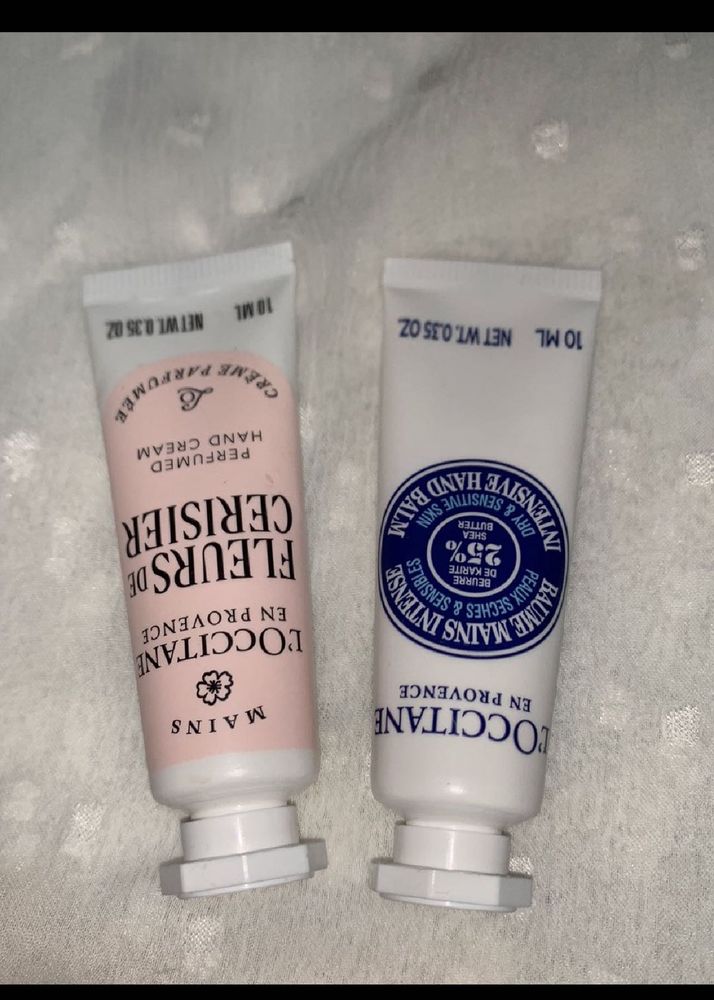 MAINS
L'OCCITANE
EN PROVENCE
FLEURS DE
CERISIER
PERFUMED
HAND CREAM
CRÈME PARFUMÉE
10 ML NET WT. 0.35 OZ
L'OCCITANE
EN PROVENCE
BAUME MAINS INTENSE
PEAUX SÈCHES & SENSIBLES
BEURRE
DE KARITÉ
25%
SHEA
BUTTER
DRY & SENSITIVE SKIN
INTENSIVE HAND BALM
10 ML NET WT. 0.35 OZ